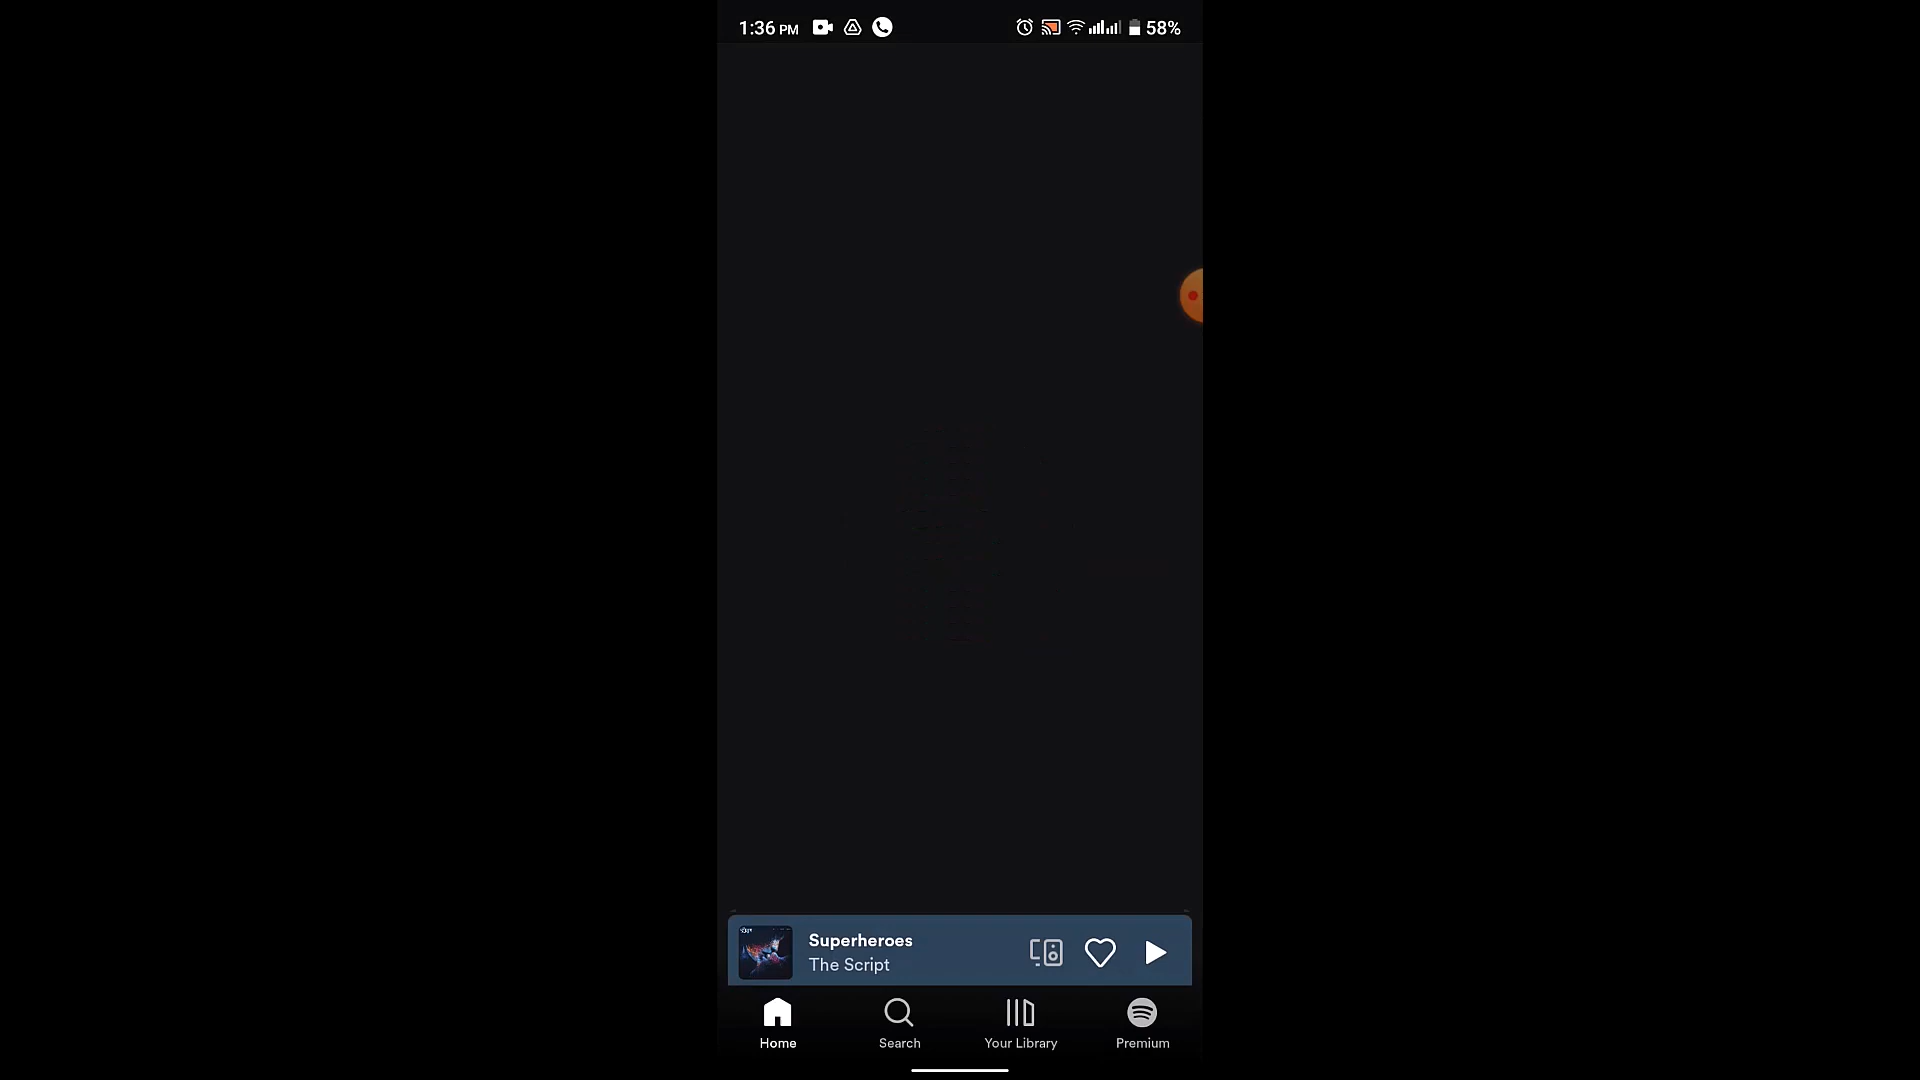 1:36 PM
58%
Superheroes
The Script
Home
Search
Your Library
Premium